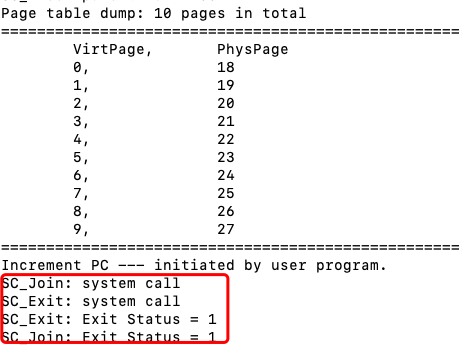 Page table dump: 10 pages in total
===================================================
VirtPage, PhysPage
0, 18
1, 19
2, 20
3, 21
4, 22
5, 23
6, 24
7, 25
8, 26
9, 27
===================================================
Increment PC --- initiated by user program.
SC_Join: system call
SC_Exit: system call
SC_Exit: Exit Status = 1
SC_Join: Exit Status = 1